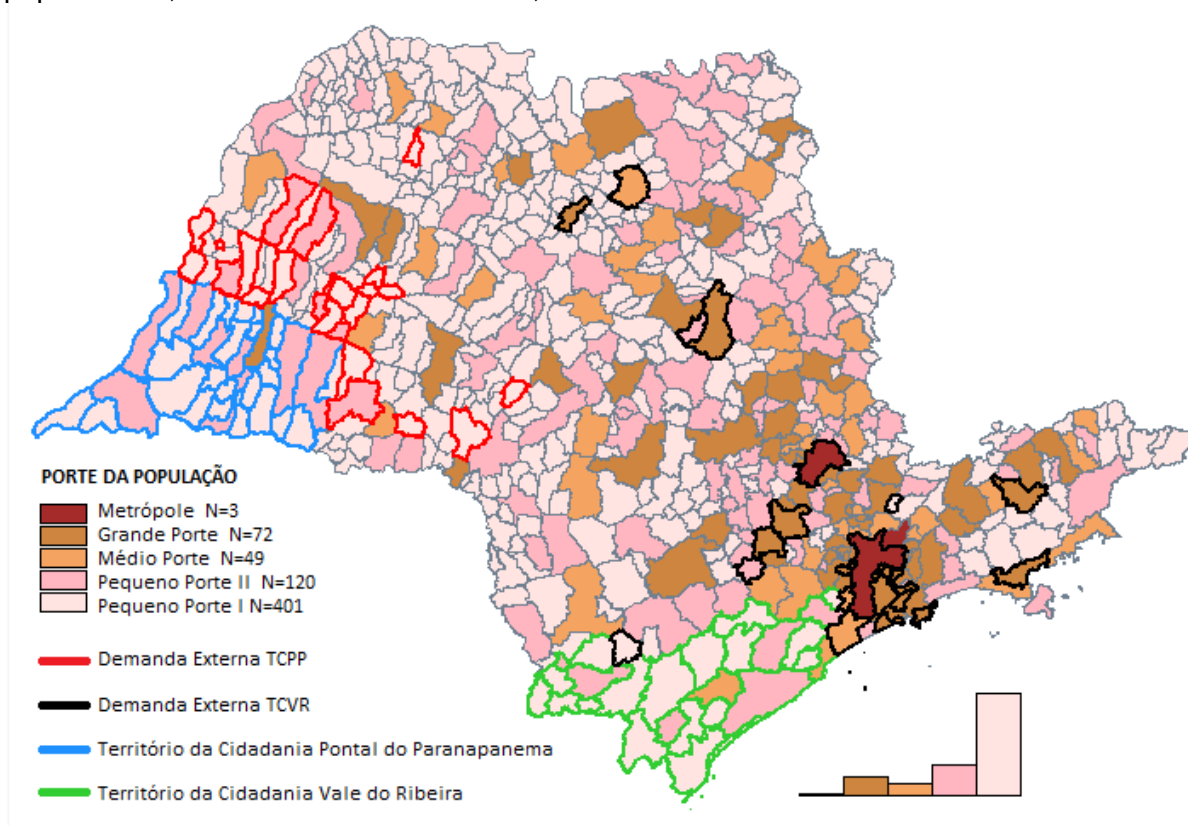 PORTE DA POPULAÇÃO
Metrópole N=3
Grande Porte N=72
Médio Porte N=49
Pequeno Porte II N=120
Pequeno Porte I N=401
Demanda Externa TCPP
Demanda Externa TCVR
Território da Cidadania Pontal do Paranapanema
Território da Cidadania Vale do Ribeira